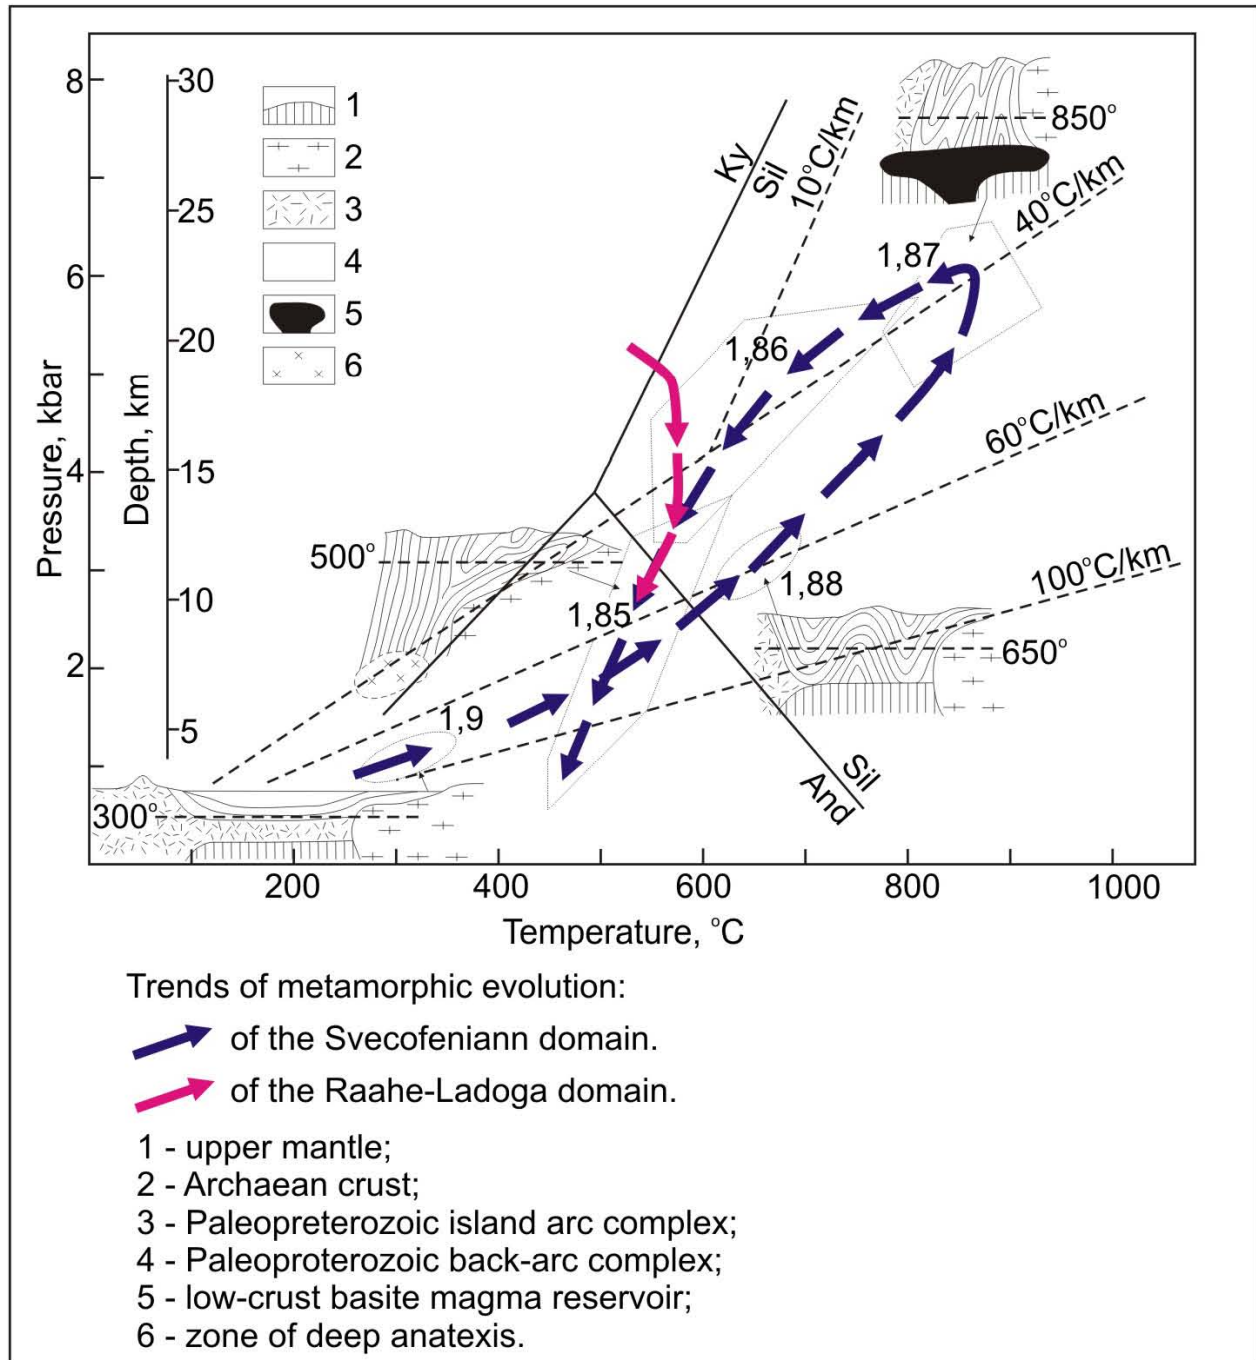 8
6
4
2
Pressure, kbar
30
25
20
15
10
5
Depth, km
1
2
3
4
5
6
Ky
Sil
10°C/km
850°
40°C/km
1,87
1,86
60°C/km
500°
1,85
1,88
100°C/km
650°
1,9
Sil
And
300°
200
400
600
800
1000
Temperature, °C
Trends of metamorphic evolution:
of the Svecofeniann domain.
of the Raahe-Ladoga domain.
1 - upper mantle;
2 - Archaean crust;
3 - Paleopreterozoic island arc complex;
4 - Paleoproterozoic back-arc complex;
5 - low-crust basite magma reservoir;
6 - zone of deep anatexis.